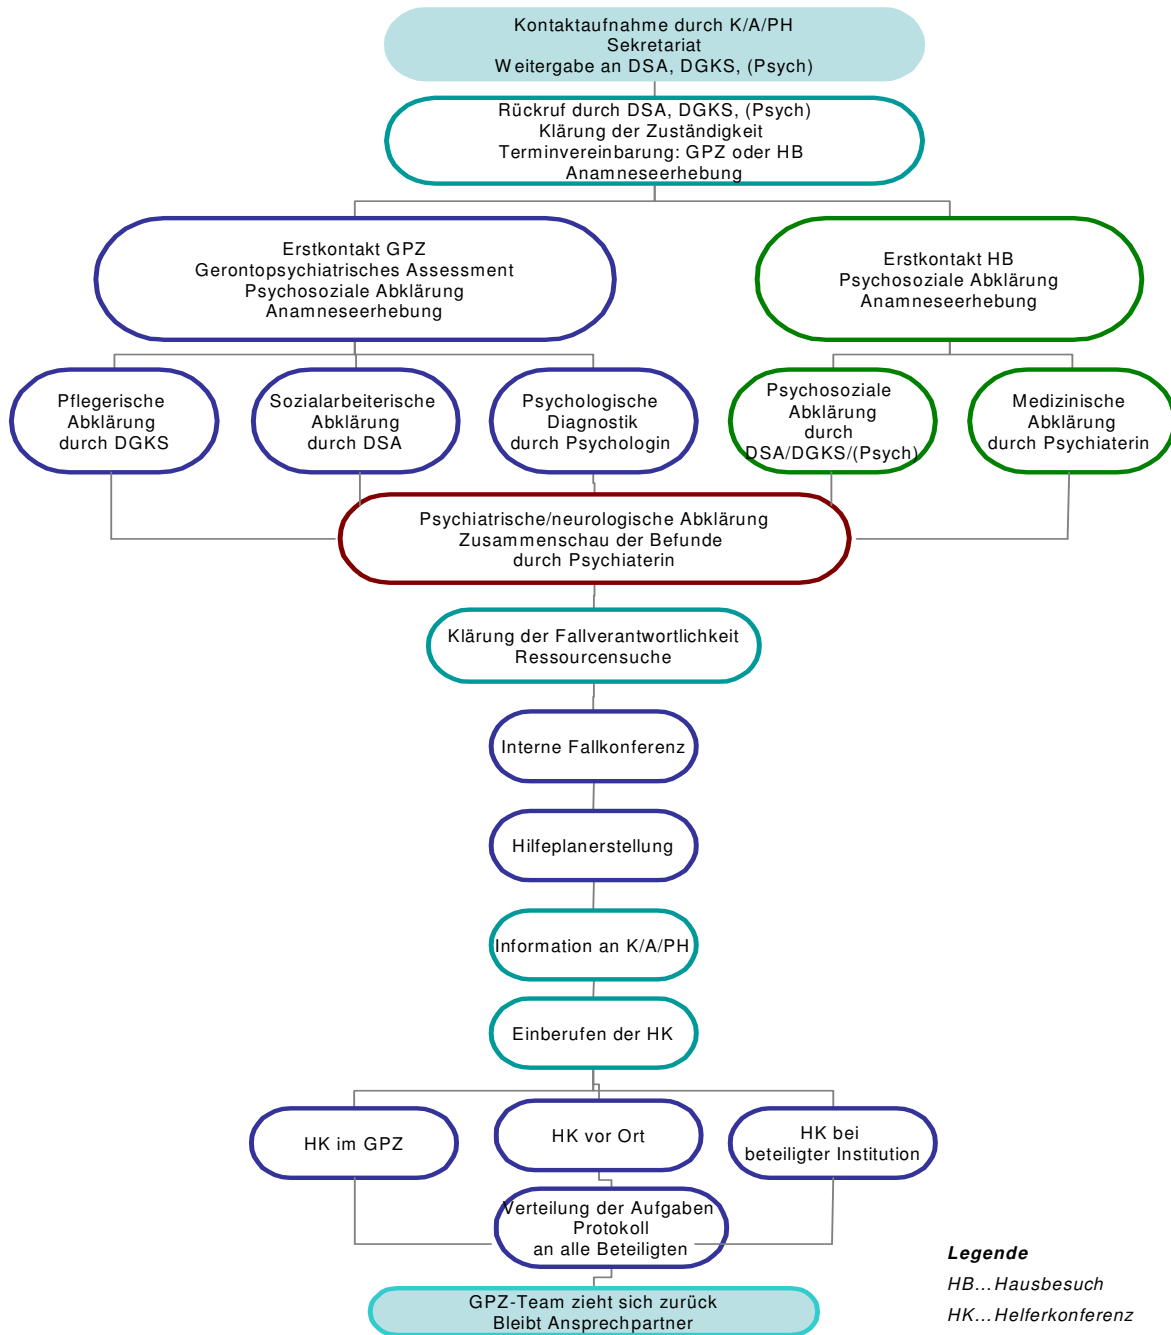 Kontaktaufnahme durch K/A/PH
Sekretariat
Weitergabe an DSA, DGKS, (Psych)
Rückruf durch DSA, DGKS, (Psych)
Klärung der Zuständigkeit
Terminvereinbarung: GPZ oder HB
Anamneseerhebung
Erstkontakt GPZ
Gerontopsychiatrisches Assessment
Psychosoziale Abklärung
Anamneseerhebung
Erstkontakt HB
Psychosoziale Abklärung
Anamneseerhebung
Pflegerische
Abklärung
durch DGKS
Sozialarbeiterische
Abklärung
durch DSA
Psychologische
Diagnostik
durch Psychologin
Psychosoziale
Abklärung
durch
DSA/DGKS/(Psych)
Medizinische
Abklärung
durch Psychiaterin
Psychiatrische/neurologische Abklärung
Zusammenschau der Befunde
durch Psychiaterin
Klärung der Fallverantwortlichkeit
Ressourcensuche
Interne Fallkonferenz
Hilfeplanerstellung
Information an K/A/PH
Einberufen der HK
HK im GPZ
HK vor Ort
HK bei
beteiligter Institution
Verteilung der Aufgaben
Protokoll
an alle Beteiligten
GPZ-Team zieht sich zurück
Bleibt Ansprechpartner
Legende
HB...Hausbesuch
HK...Helferkonferenz